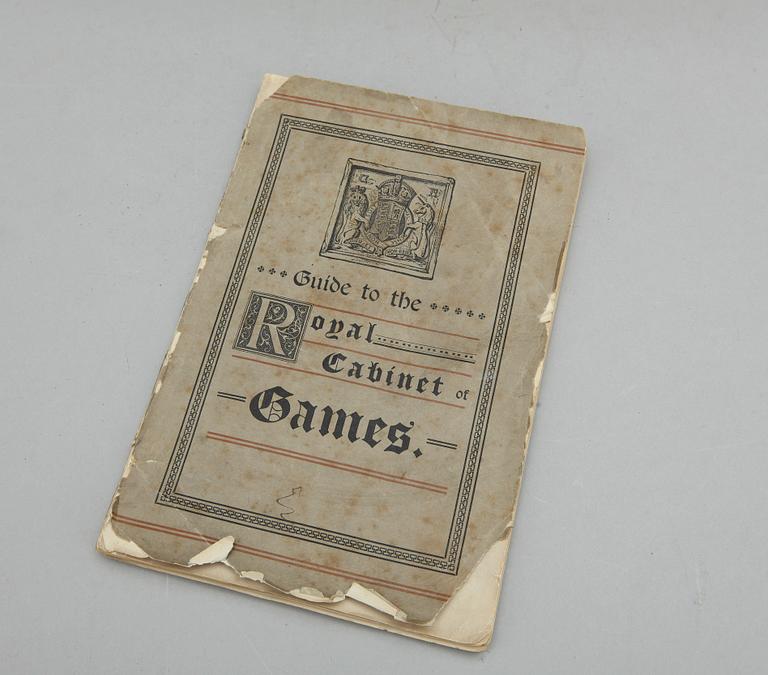 Guide to the
Royal
Cabinet of
Games.